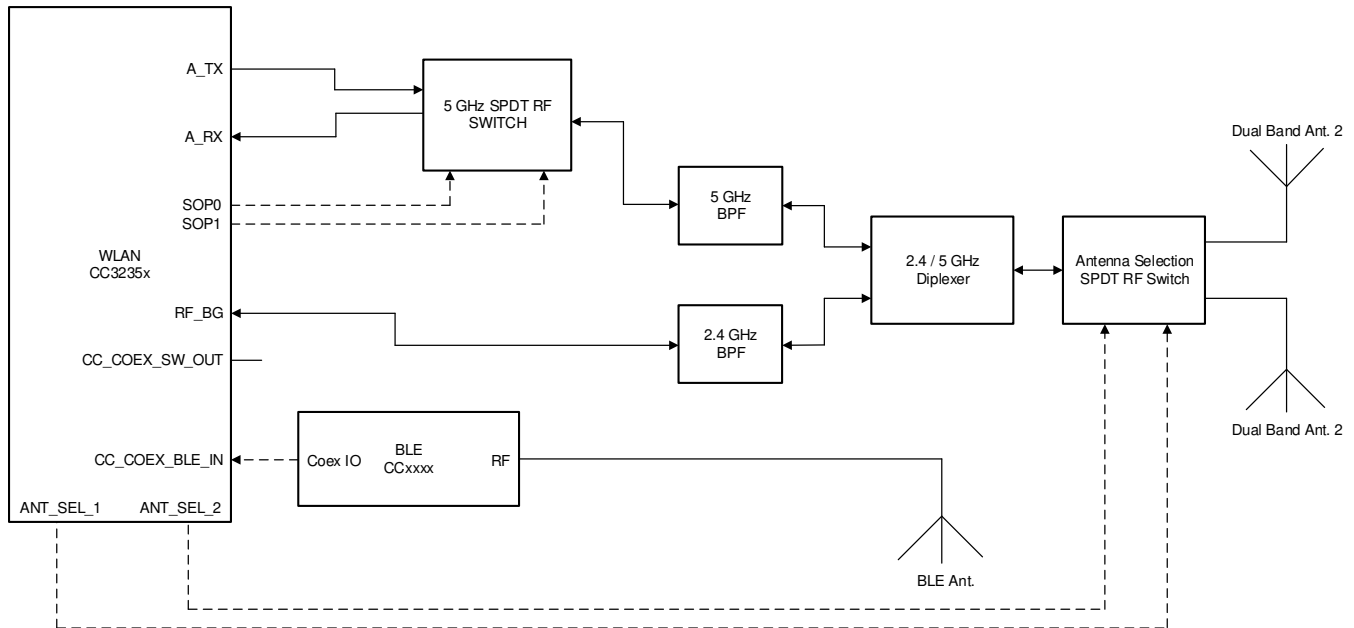 A_TX
A_RX
SOP0
SOP1
WLAN
CC3235x
RF_BG
CC_COEX_SW_OUT
CC_COEX_BLE_IN
ANT_SEL_1
ANT_SEL_2
5 GHz SPDT RF
SWITCH
5 GHz
BPF
2.4 GHz
BPF
2.4 / 5 GHz
Diplexer
Antenna Selection
SPDT RF Switch
Dual Band Ant. 2
Dual Band Ant. 2
Coex IO
BLE
CCxxxx
RF
BLE Ant.